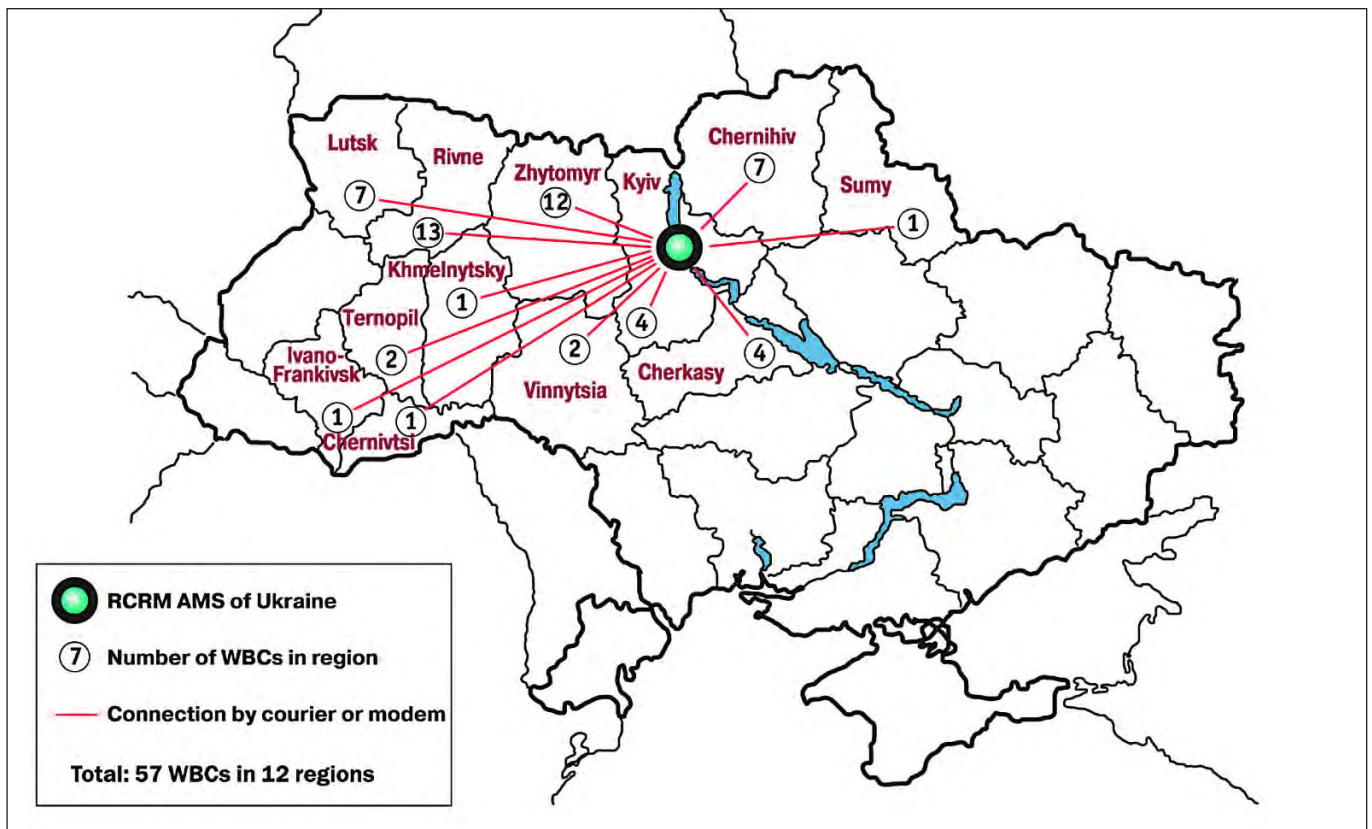 Chernihiv
7
Lutsk
Rivne
Zhytomyr
Kyiv
Sumy
7
12
1
13
Khmelnytsky
1
Ternopil
4
2
2
4
Ivano-
Frankivsk
Cherkasy
Vinnytsia
1
1
Chernivtsi
RCRM AMS of Ukraine
7
Number of WBCs in region
Connection by courier or modem
Total: 57 WBCs in 12 regions